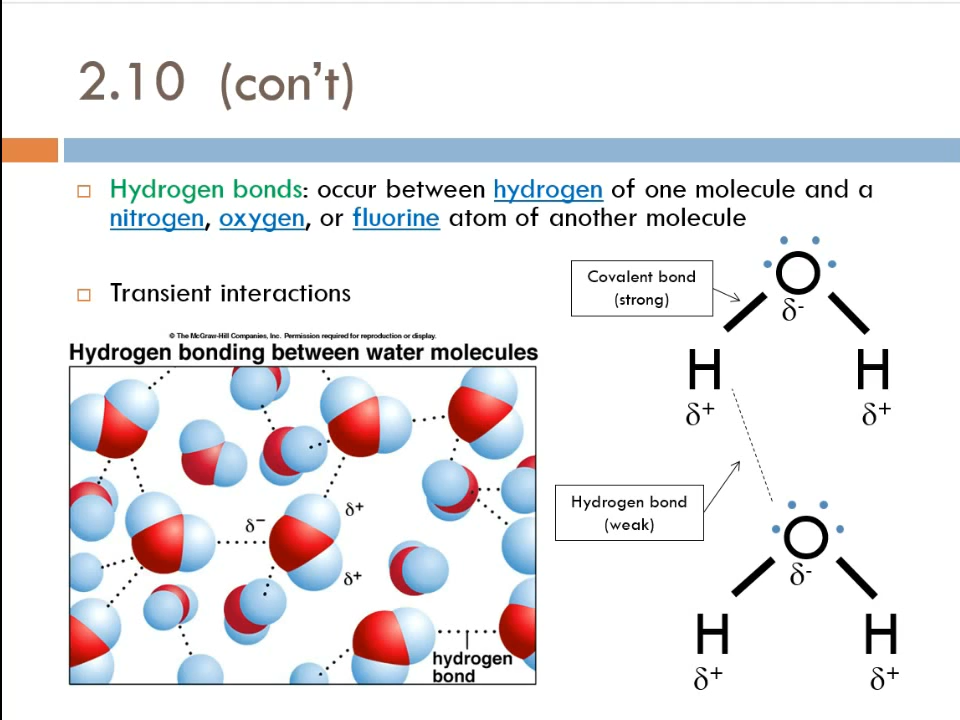 2.10 (con’t)
Hydrogen bonds: occur between hydrogen of one molecule and a
nitrogen, oxygen, or fluorine atom of another molecule
Transient interactions
© The McGraw-Hill Companies, Inc. Permission required for reproduction or display.
Hydrogen bonding between water molecules
δ–
δ+
δ+
hydrogen
bond
Covalent bond
(strong)
O
δ-
H
H
δ+
δ+
Hydrogen bond
(weak)
O
δ-
H
H
δ+
δ+